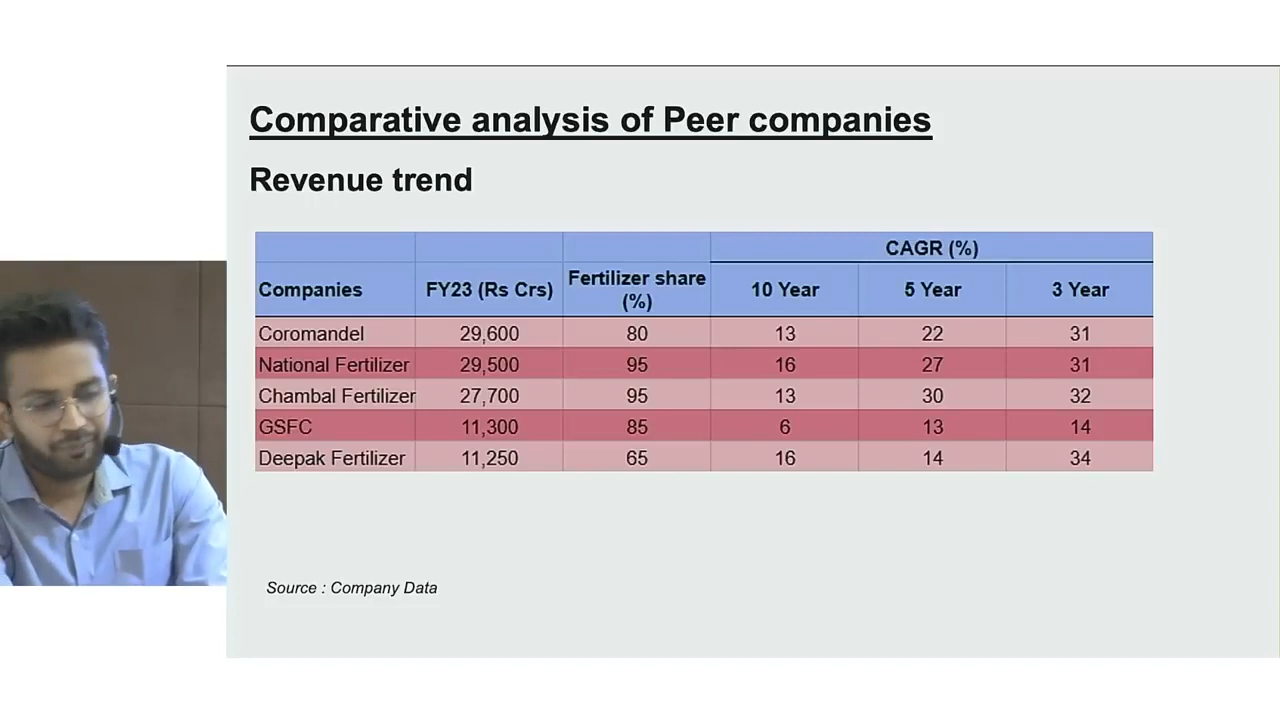 Comparative analysis of Peer companies
Revenue trend
CAGR (%)
Companies FY23 (Rs Crs) Fertilizer share (%) 10 Year 5 Year 3 Year
Coromandel 29,600 80 13 22 31
National Fertilizer 29,500 95 16 27 31
Chambal Fertilizer 27,700 95 13 30 32
GSFC 11,300 85 6 13 14
Deepak Fertilizer 11,250 65 16 14 34
Source : Company Data